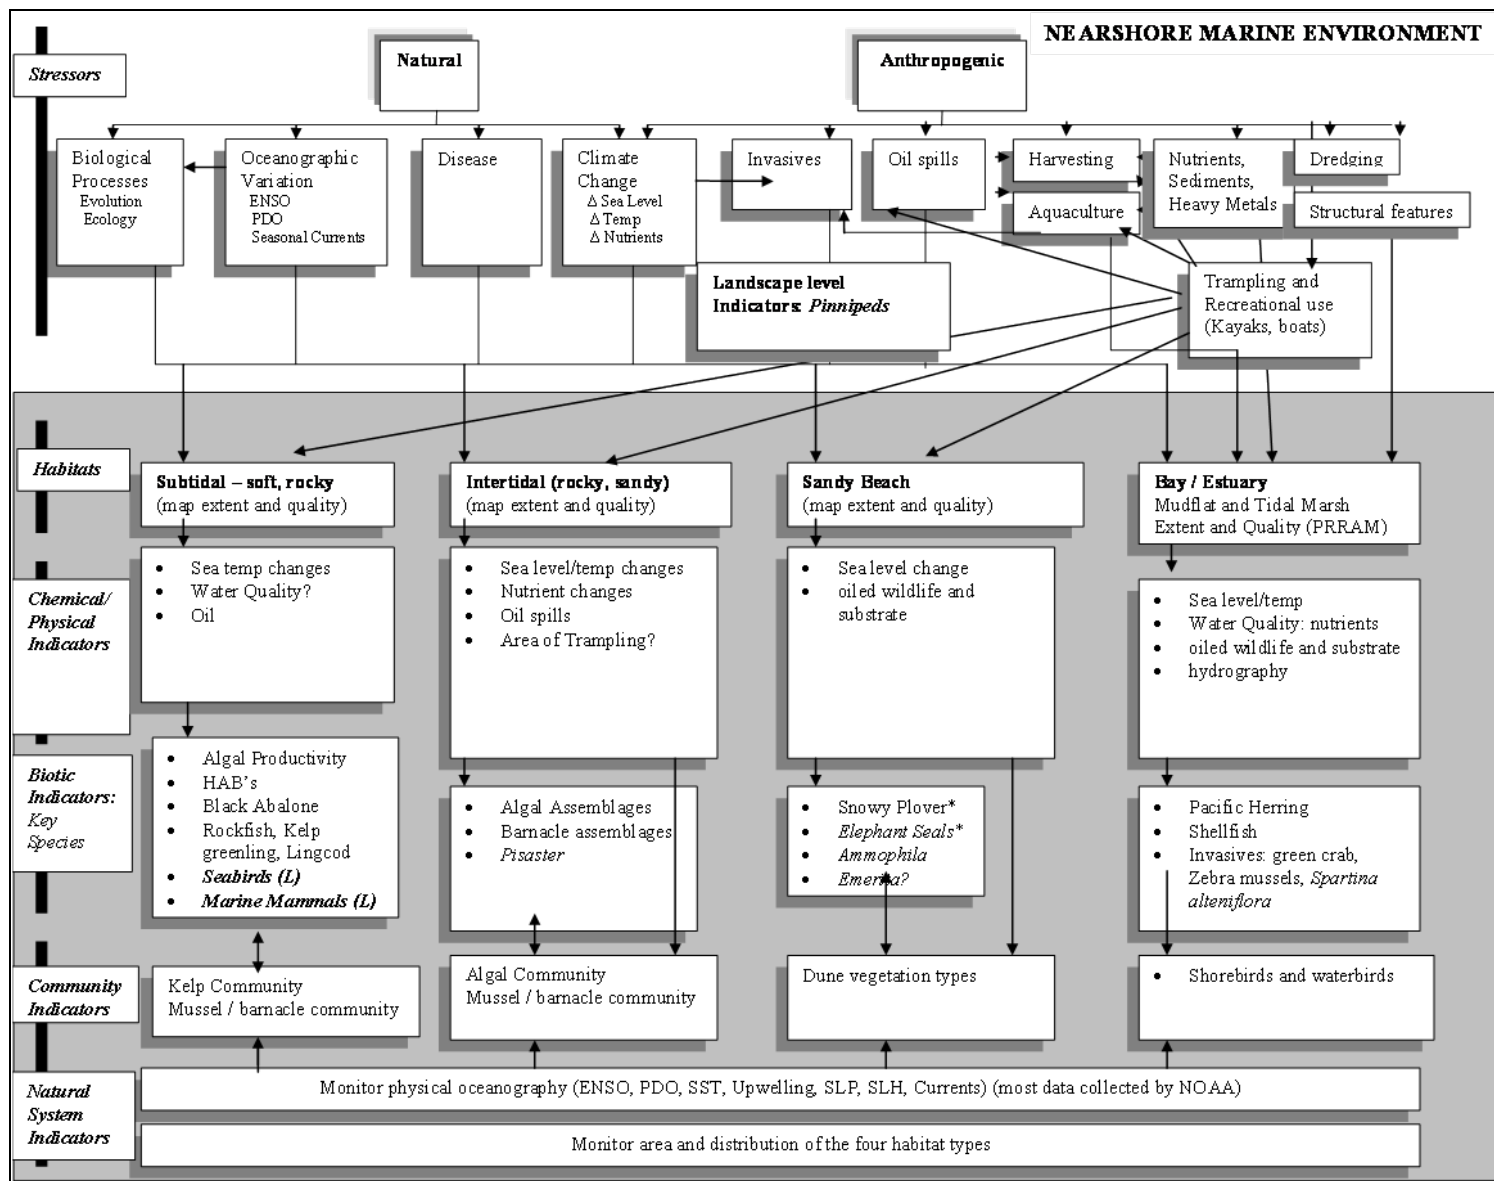 NEARSHORE MARINE ENVIRONMENT
Stressors
Natural
Anthropogenic
Biological
Processes
Evolution
Ecology
Oceanographic
Variation
ENSO
PDO
Seasonal Currents
Disease
Climate
Change
Δ Sea Level
Δ Temp
Δ Nutrients
Invasives
Oil spills
Harvesting
Aquaculture
Nutrients,
Sediments,
Heavy Metals
Dredging
Structural features
Landscape level
Indicators: Pinnipeds
Trampling and
Recreational use
(Kayaks, boats)
Habitats
Subtidal – soft, rocky
(map extent and quality)
Intertidal (rocky, sandy)
(map extent and quality)
Sandy Beach
(map extent and quality)
Bay / Estuary
Mudflat and Tidal Marsh
Extent and Quality (PRRAM)
Chemical/
Physical
Indicators
• Sea temp changes
• Water Quality?
• Oil
• Sea level/temp changes
• Nutrient changes
• Oil spills
• Area of Trampling?
• Sea level change
• oiled wildlife and
substrate
• Sea level/temp
• Water Quality: nutrients
• oiled wildlife and substrate
• hydrography
Biotic
Indicators:
Key
Species
• Algal Productivity
• HAB's
• Black Abalone
• Rockfish, Kelp
greenling, Lingcod
• Seabirds (L)
• Marine Mammals (L)
• Algal Assemblages
• Barnacle assemblages
• Pisaster
• Snowy Plover*
• Elephant Seals*
• Ammophila
• Emerita?
• Pacific Herring
• Shellfish
• Invasives: green crab,
Zebra mussels, Spartina
alteniflora
Community
Indicators
Kelp Community
Mussel / barnacle community
Algal Community
Mussel / barnacle community
Dune vegetation types
• Shorebirds and waterbirds
Natural
System
Indicators
Monitor physical oceanography (ENSO, PDO, SST, Upwelling, SLP, SLH, Currents) (most data collected by NOAA)
Monitor area and distribution of the four habitat types